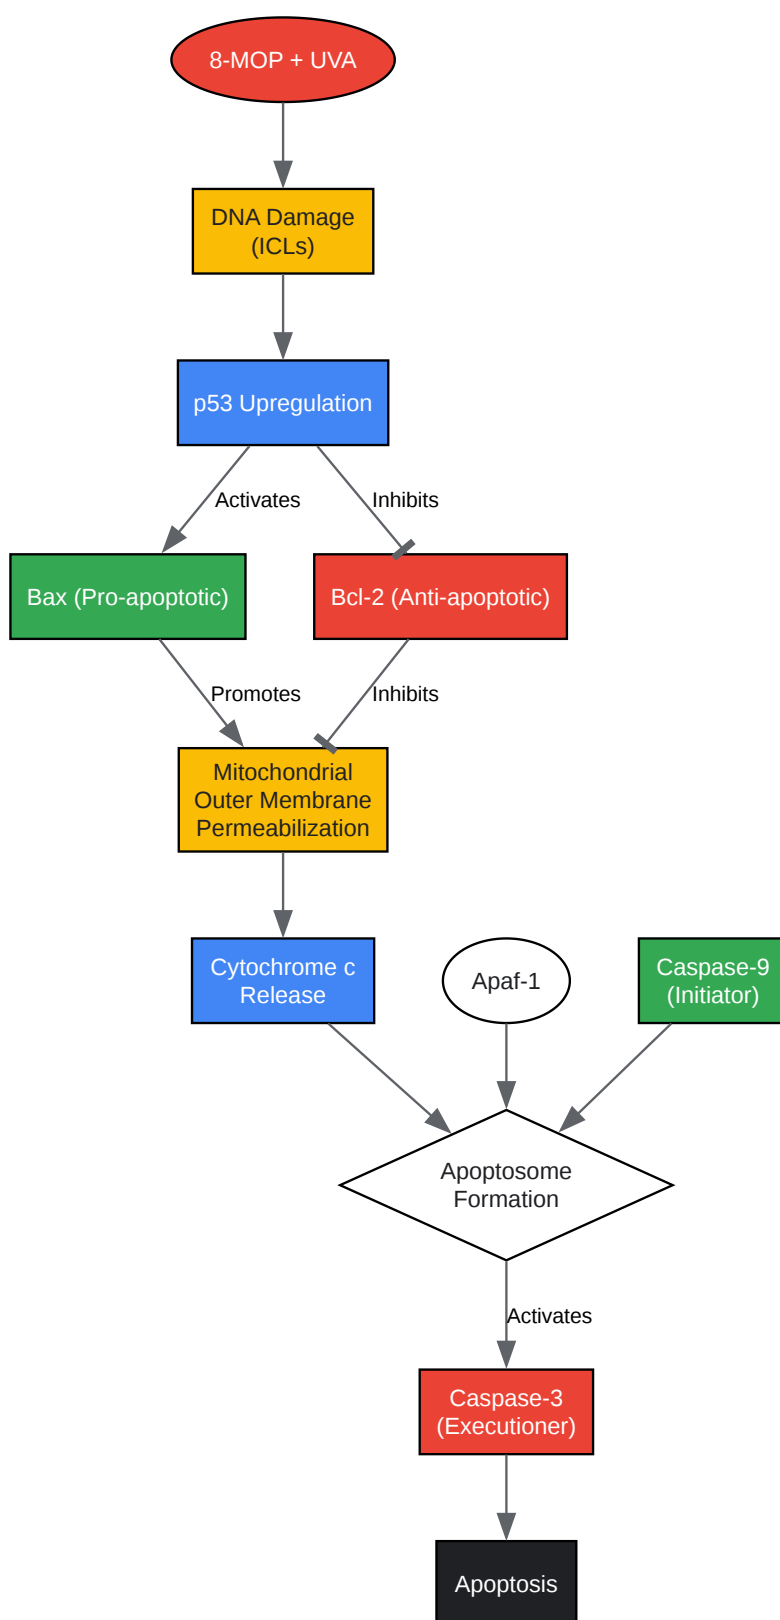 8-MOP + UVA
DNA Damage
(ICLs)
p53 Upregulation
Activates
Inhibits
Bax (Pro-apoptotic)
Bcl-2 (Anti-apoptotic)
Promotes
Inhibits
Mitochondrial
Outer Membrane
Permeabilization
Cytochrome c
Release
Apaf-1
Caspase-9
(Initiator)
Apoptosome
Formation
Activates
Caspase-3
(Executioner)
Apoptosis